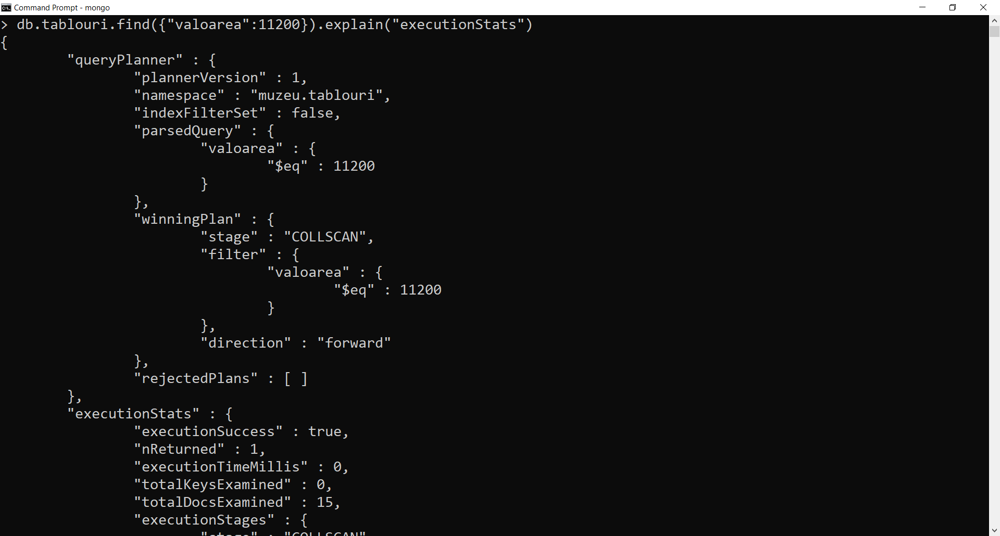 Command Prompt - mongo
> db.tablouri.find({"valoarea":11200}).explain("executionStats")
{
"queryPlanner" : {
"plannerVersion" : 1,
"namespace" : "muzeu.tablouri",
"indexFilterSet" : false,
"parsedQuery" : {
"valoarea" : {
"$eq" : 11200
}
},
"winningPlan" : {
"stage" : "COLLSCAN",
"filter" : {
"valoarea" : {
"$eq" : 11200
}
},
"direction" : "forward"
},
"rejectedPlans" : [ ]
},
"executionStats" : {
"executionSuccess" : true,
"nReturned" : 1,
"executionTimeMillis" : 0,
"totalKeysExamined" : 0,
"totalDocsExamined" : 15,
"executionStages" : {
"stage" : "COLLSCAN"